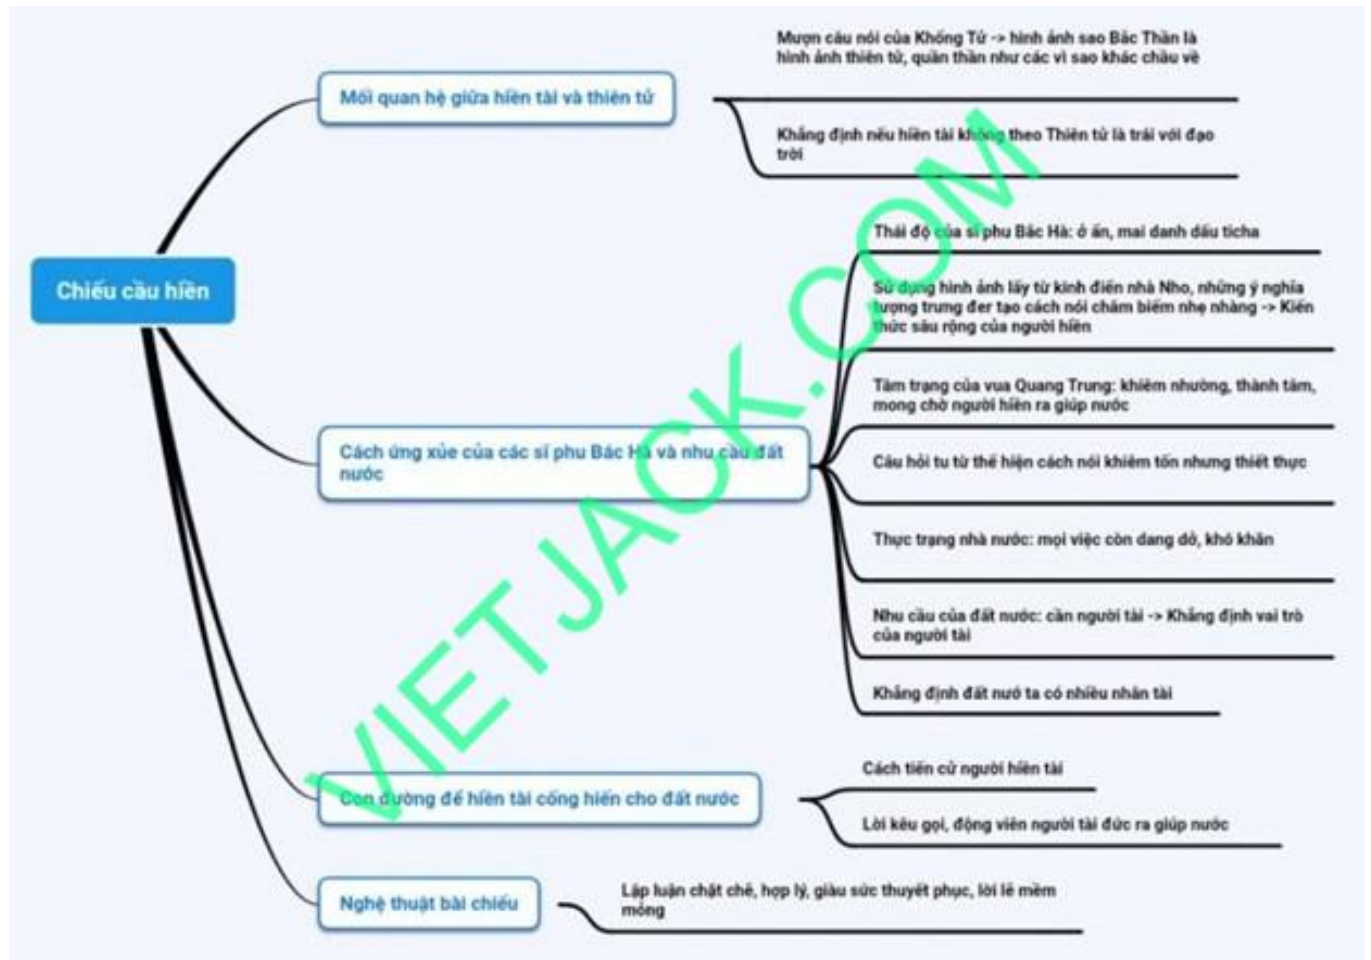 Mượn câu nói của Khổng Tử -> hình ảnh sao Bắc Thần là
hình ảnh thiên tử, quần thần như các vì sao khác chầu về
Mối quan hệ giữa hiền tài và thiên tử
Khẳng định nếu hiền tài không theo Thiên tử là trái với đạo
trời
Chiếu cầu hiền
Thái độ của sĩ phu Bắc Hà: ở ẩn, mai danh dấu ticha
Sử dụng hình ảnh lấy từ kinh điển nhà Nho, những ý nghĩa
tượng trưng đer tạo cách nói châm biếm nhẹ nhàng -> Kiến
thức sâu rộng của người hiền
Tâm trạng của vua Quang Trung: khiêm nhường, thành tâm,
mong chờ người hiền ra giúp nước
Cách ứng xủe của các sĩ phu Bắc Hà và nhu cầu đất
nước
Câu hỏi tu từ thể hiện cách nói khiêm tốn nhưng thiết thực
Thực trạng nhà nước: mọi việc còn dang dở, khó khăn
Nhu cầu của đất nước: cần người tài -> Khẳng định vai trò
của người tài
Khẳng định đất nướ ta có nhiều nhân tài
Con đường để hiền tài cống hiến cho đất nước
Cách tiến cử người hiền tài
Lời kêu gọi, động viên người tài đức ra giúp nước
Nghệ thuật bài chiếu
Lập luận chặt chẽ, hợp lý, giàu sức thuyết phục, lời lẽ mềm
mỏng
VIETJACK.COM